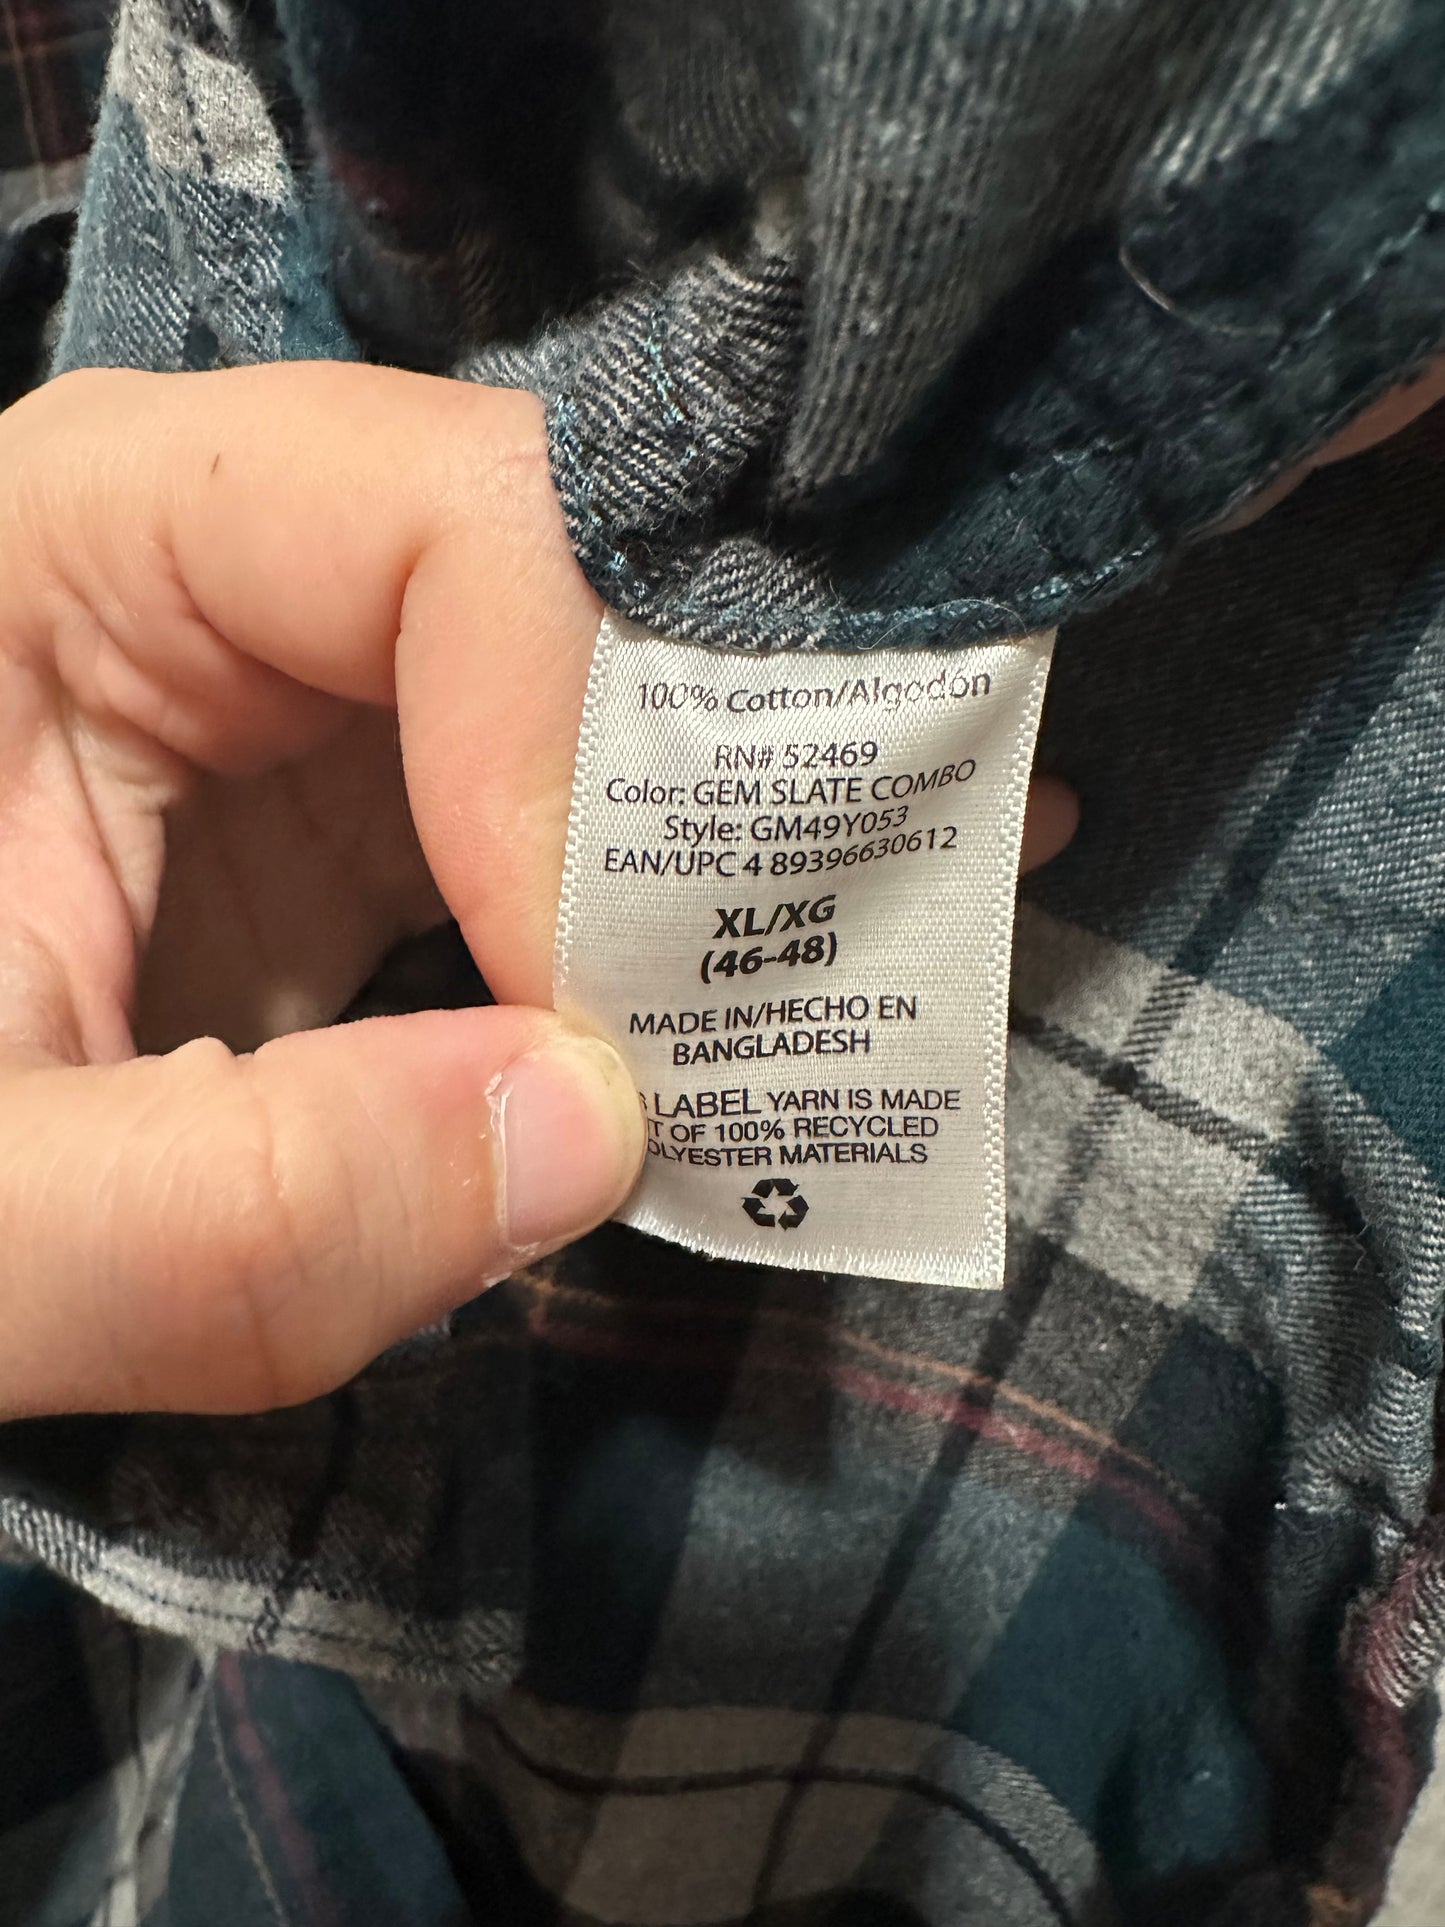 100% Cotton/Algodón
RN# 52469
Color: GEM SLATE COMBO
Style: GM49Y053
EAN/UPC 4 89396630612
XL/XG
(46-48)
MADE IN/HECHO EN
BANGLADESH
LABEL YARN IS MADE
OF 100% RECYCLED
MATERIALS